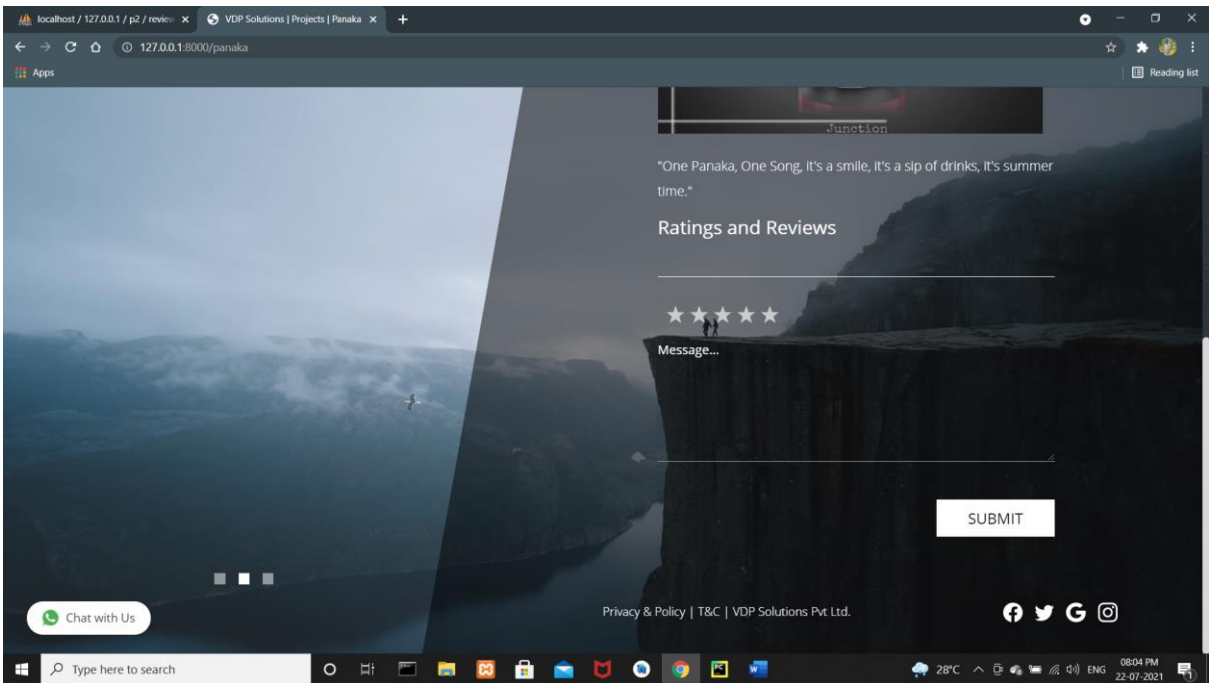 localhost / 127.0.0.1 / p2 / review
VDP Solutions | Projects | Panaka
127.0.0.1:8000/panaka
Apps
Reading list
Junction
"One Panaka, One Song, it's a smile, it's a sip of drinks, it's summer
time."
Ratings and Reviews
Message...
SUBMIT
Chat with Us
Privacy & Policy | T&C | VDP Solutions Pvt Ltd.
Type here to search
28°C
ENG
08:04 PM
22-07-2021